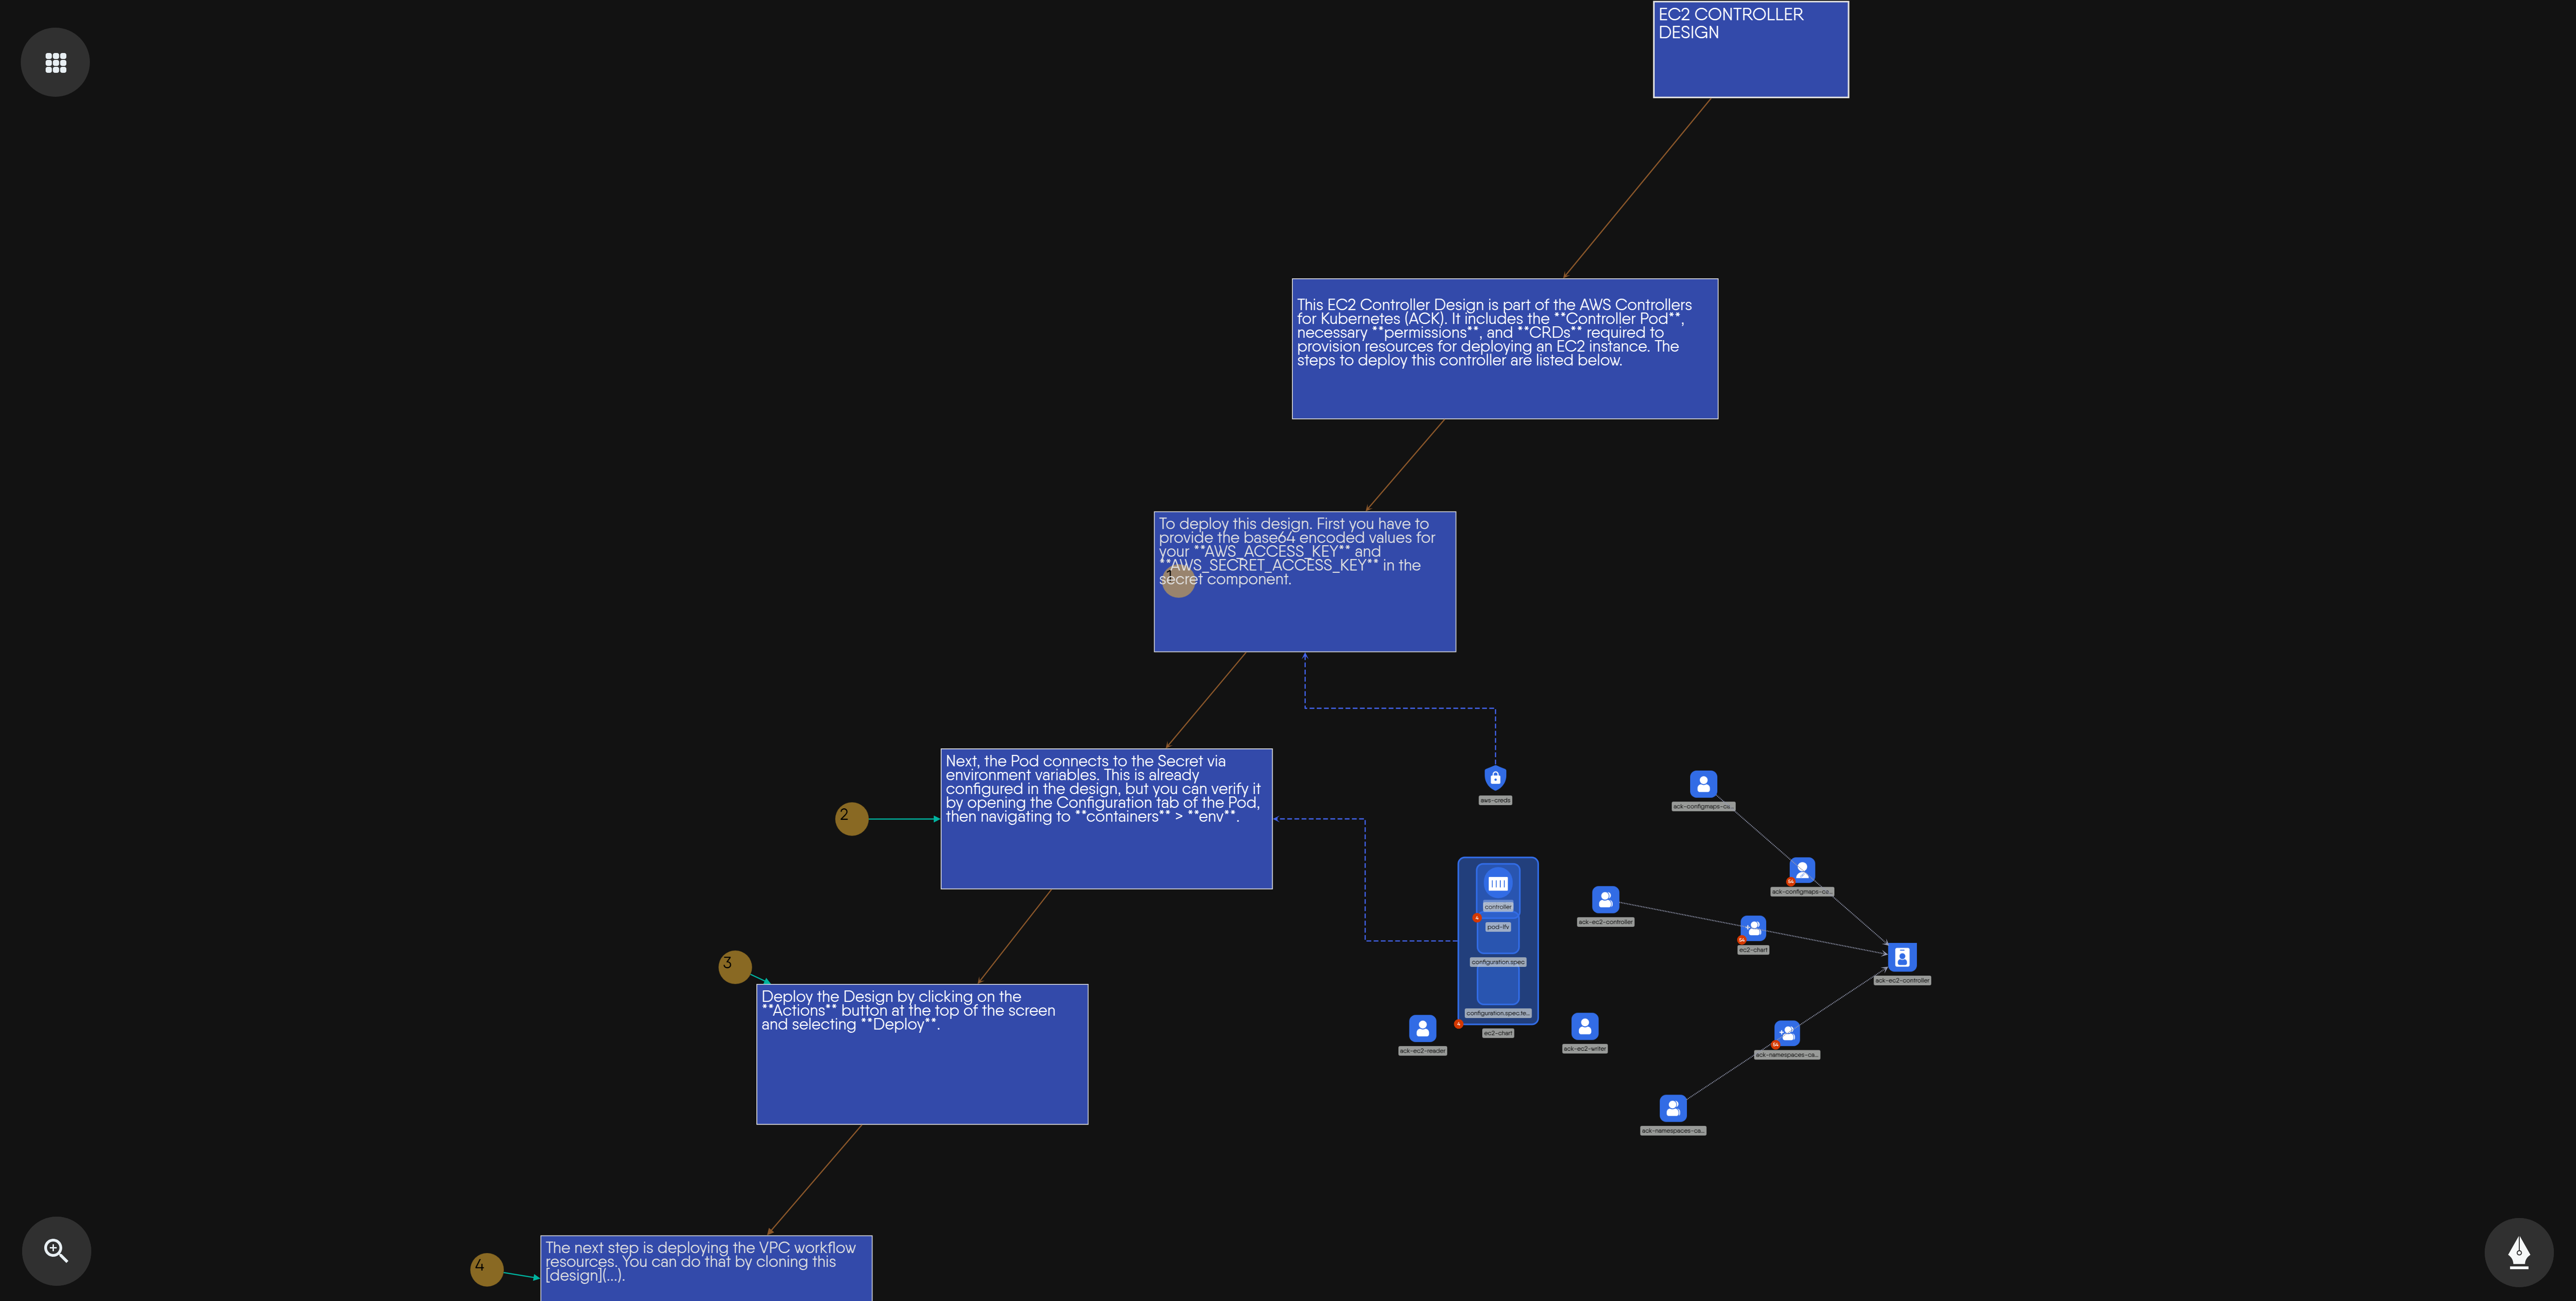 EC2 CONTROLLER
DESIGN
This EC2 Controller Design is part of the AWS Controllers
for Kubernetes (ACK). It includes the **Controller Pod**,
necessary **permissions**, and **CRDs** required to
provision resources for deploying an EC2 instance. The
steps to deploy this controller are listed below.
To deploy this design. First you have to
provide the base64 encoded values for
your **AWS_ACCESS_KEY** and
**AWS_SECRET_ACCESS_KEY** in the
secret component.
1
Next, the Pod connects to the Secret via
environment variables. This is already
configured in the design, but you can verify it
by opening the Configuration tab of the Pod,
then navigating to **containers** > **env**.
2
aws-creds
ack-configmaps-cu...
ack-configmaps-cu...
ack-ec2-controller
ec2-chart
ack-ec2-controller
controller
4
pod-lfv
configuration.spec
configuration.spec.te...
4
ec2-chart
ack-ec2-reader
ack-ec2-writer
ack-namespaces-ca...
ack-namespaces-ca...
3
Deploy the Design by clicking on the
**Actions** button at the top of the screen
and selecting **Deploy**.
4
The next step is deploying the VPC workflow
resources. You can do that by cloning this
[design](...).